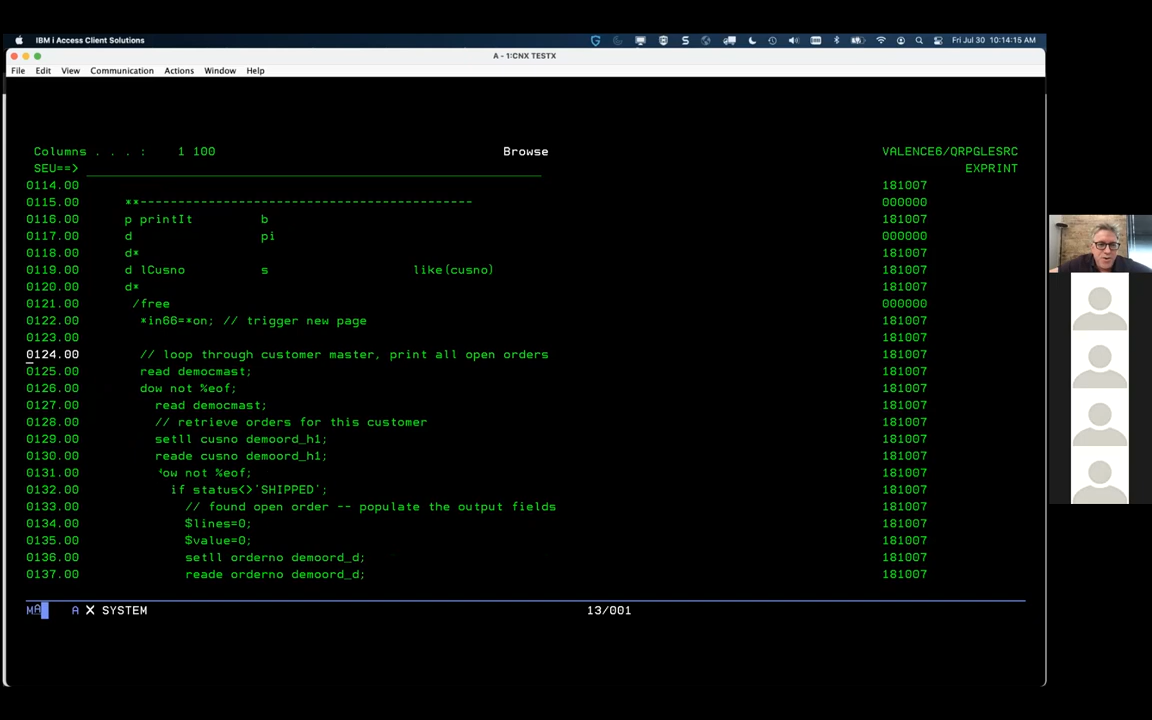 IBM i Access Client Solutions
Fri Jul 30 10:14:15 AM
A - 1:CNX TESTX
File Edit View Communication Actions Window Help
Columns . . . : 1 100 Browse VALENCE6/QRPGLESRC
SEU==> EXPRINT
0114.00 181007
0115.00 **-------------------------------------------- 000000
0116.00 p printIt b 181007
0117.00 d pi 000000
0118.00 d* 181007
0119.00 d lCusno s like(cusno) 181007
0120.00 d* 181007
0121.00 /free 000000
0122.00 *in66=*on; // trigger new page 181007
0123.00 181007
0124.00 // loop through customer master, print all open orders 181007
0125.00 read democmast; 181007
0126.00 dow not %eof; 181007
0127.00 read democmast; 181007
0128.00 // retrieve orders for this customer 181007
0129.00 setll cusno demoord_h1; 181007
0130.00 reade cusno demoord_h1; 181007
0131.00 dow not %eof; 181007
0132.00 if status<>'SHIPPED'; 181007
0133.00 // found open order -- populate the output fields 181007
0134.00 $lines=0; 181007
0135.00 $value=0; 181007
0136.00 setll orderno demoord_d; 181007
0137.00 reade orderno demoord_d; 181007
MA A X SYSTEM 13/001